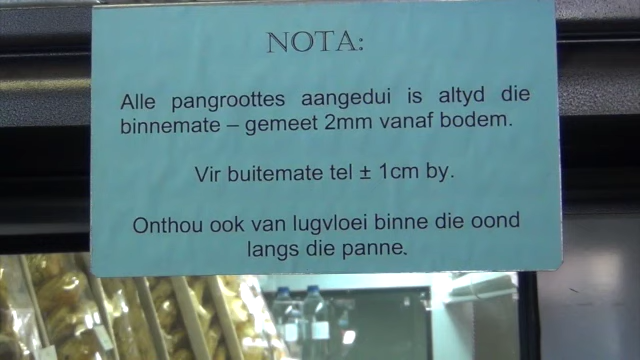 NOTA:
Alle pangroottes aangedui is altyd die
binnemate – gemeet 2mm vanaf bodem.
Vir buitemate tel ± 1cm by.
Onthou ook van lugvloei binne die oond
langs die panne.